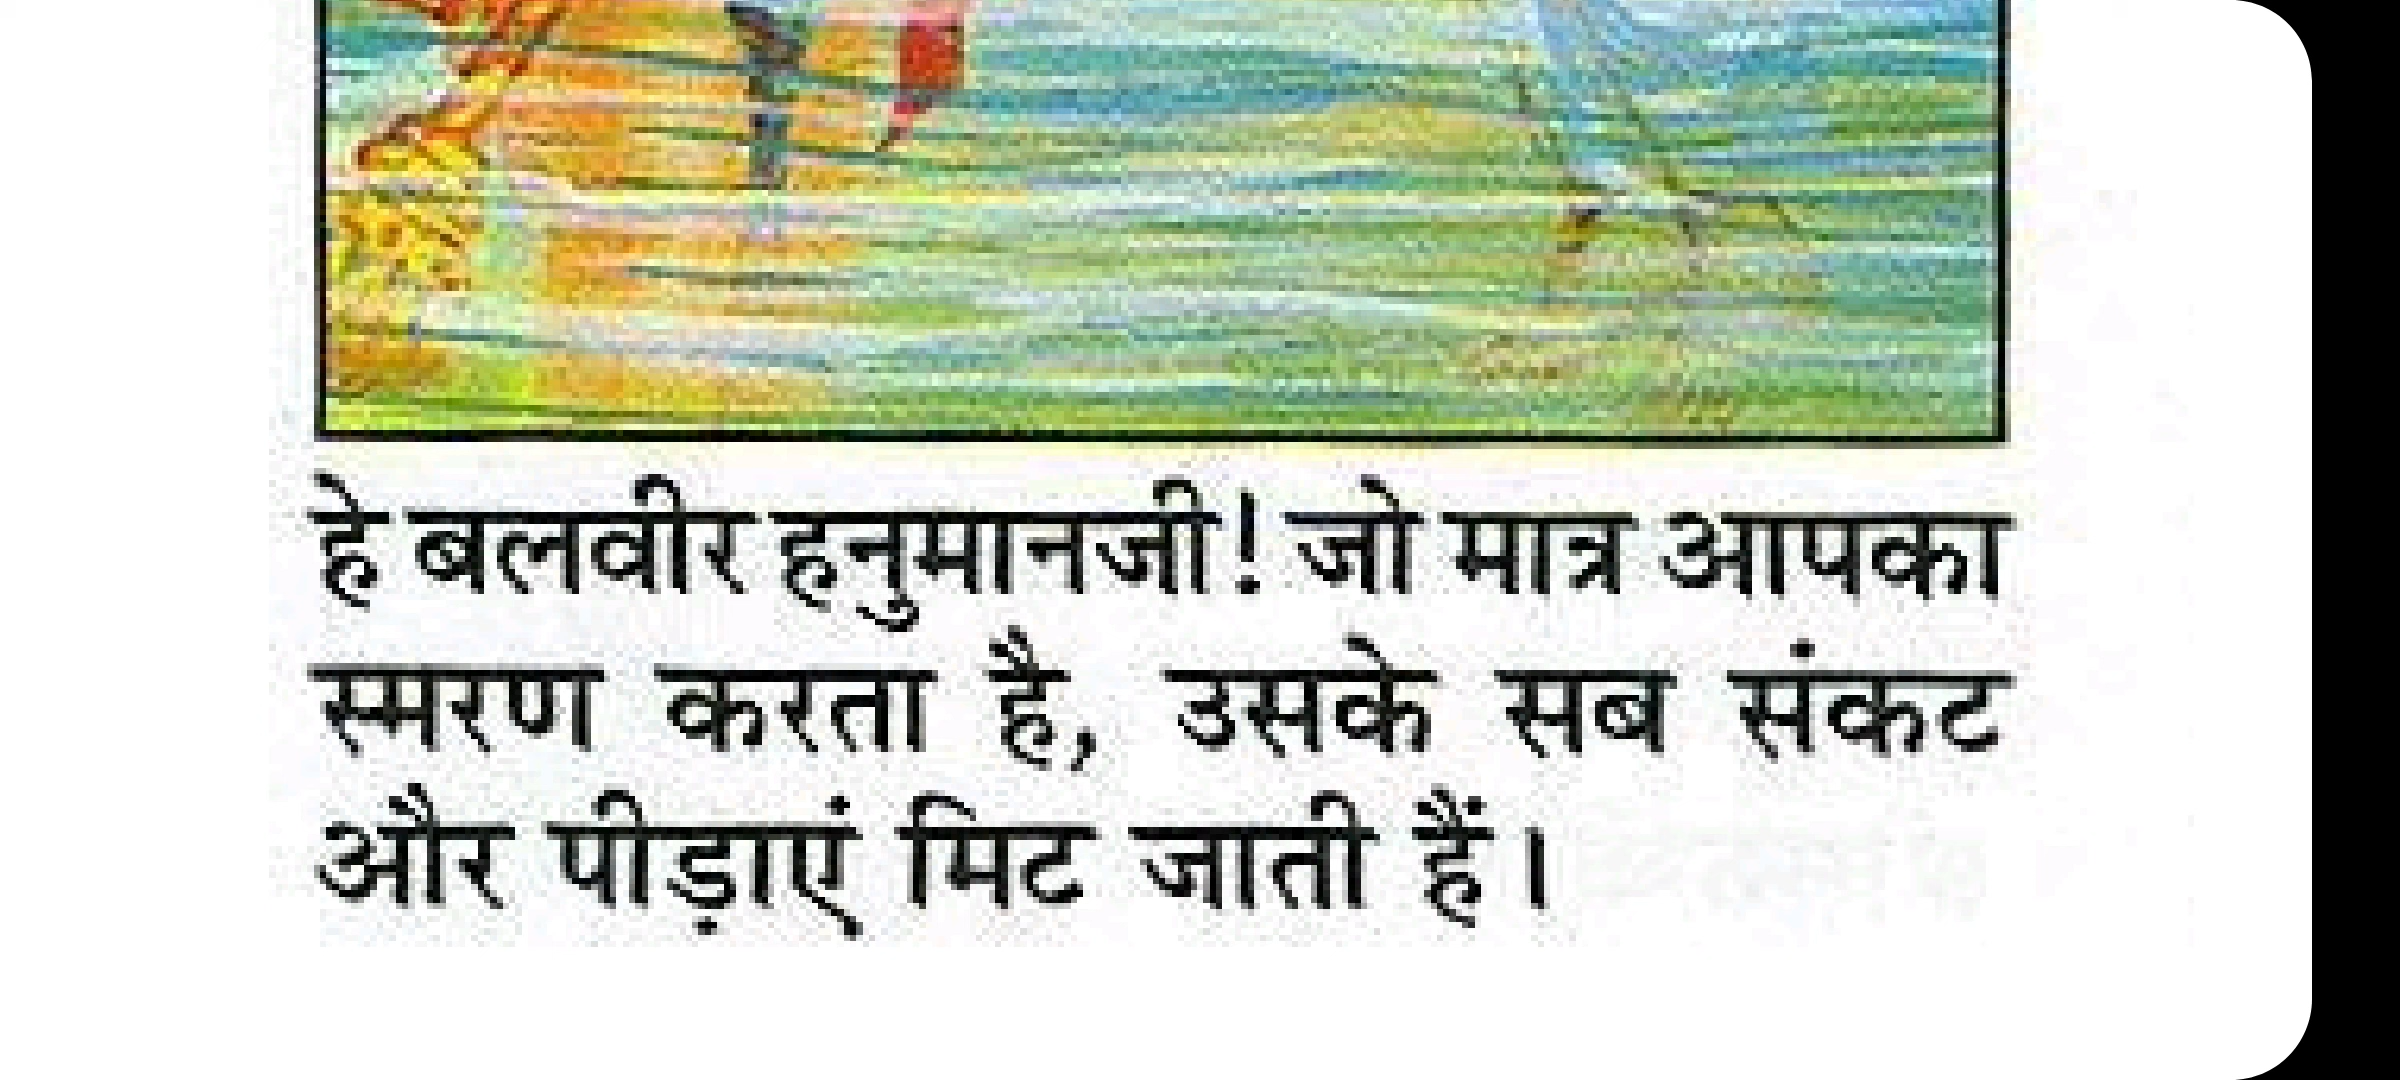 हे बलवीर हनुमानजी! जो मात्र आपका
स्मरण करता है, उसके सब संकट
और पीड़ाएं मिट जाती हैं।